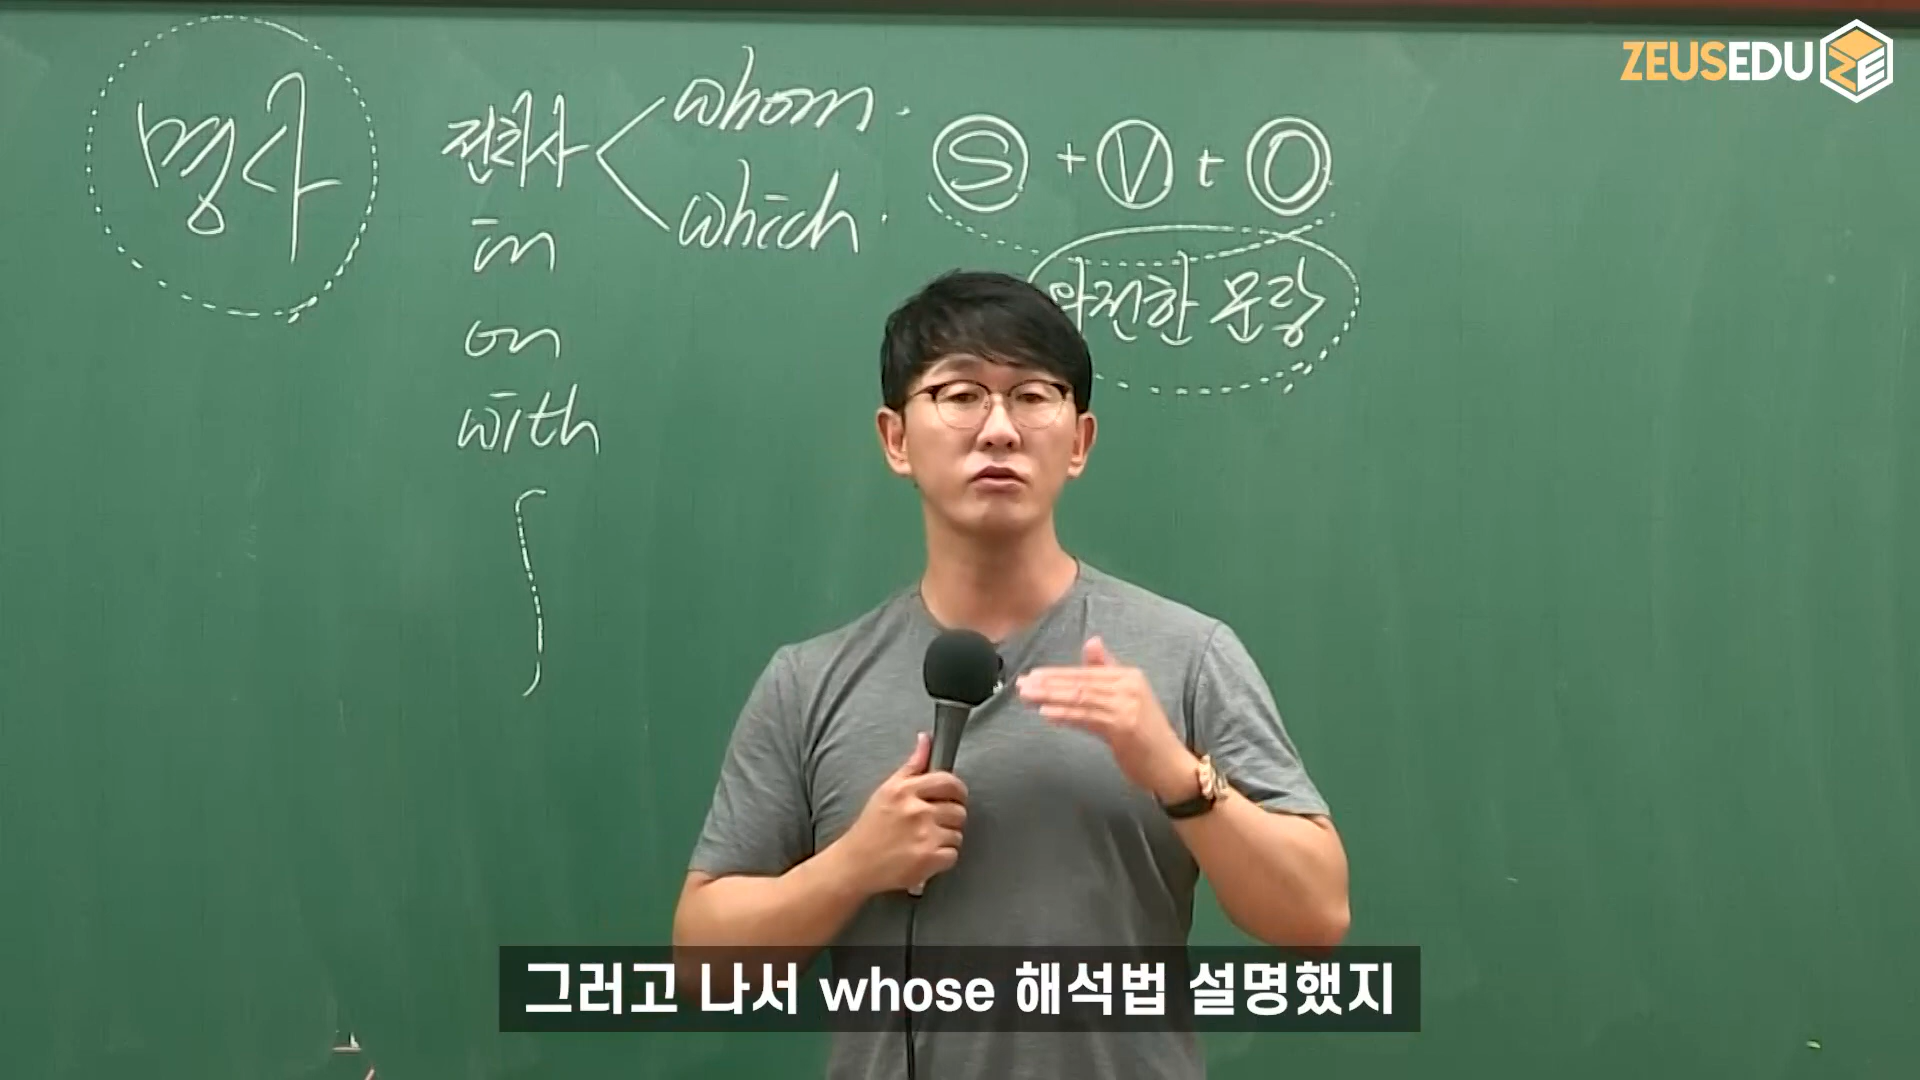 ZEUSEDU
명사 전치사 whom. S + V + O
which.
in
완전한 문장
on
with
그러고 나서 whose 해석법 설명했지